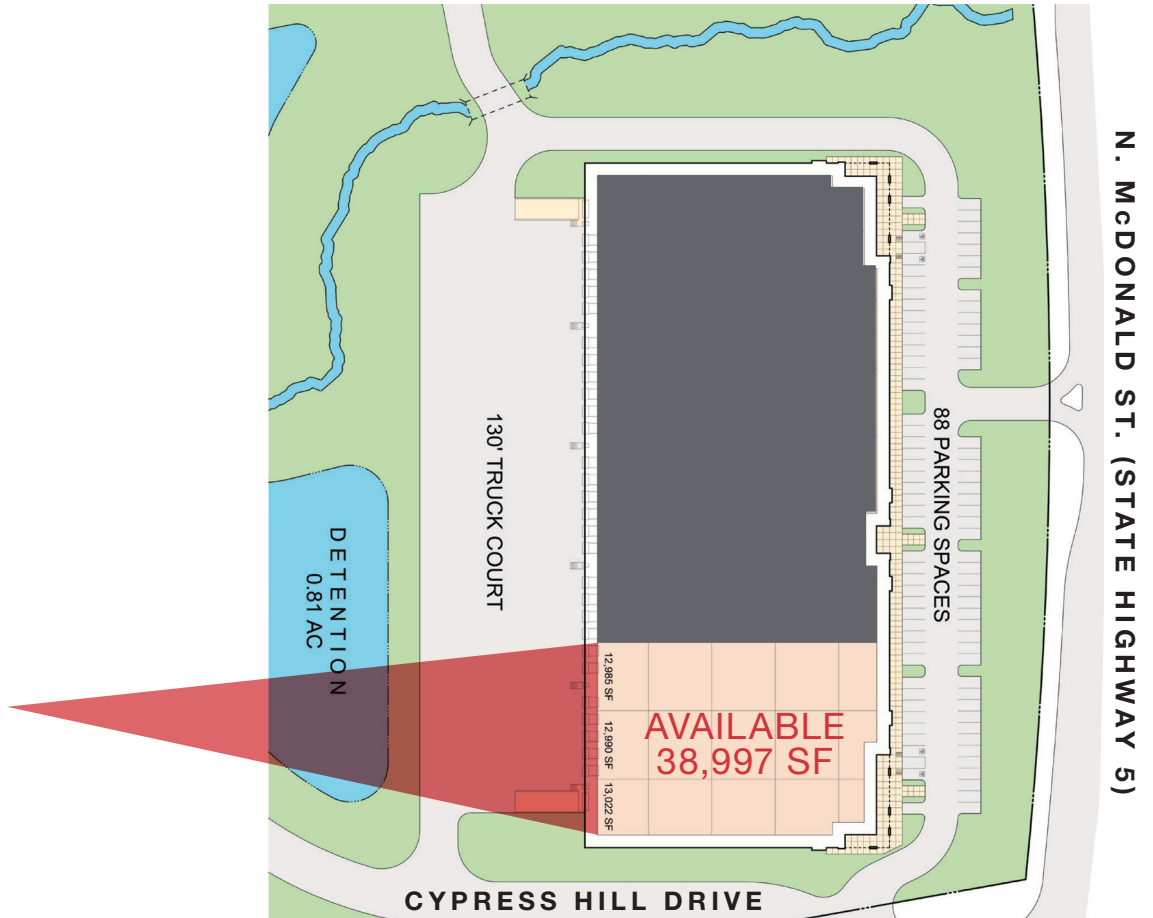 N. McDONALD ST. (STATE HIGHWAY 5)
88 PARKING SPACES
130' TRUCK COURT
DETENTION
0.81 AC
12,985 SF
12,990 SF
13,022 SF
AVAILABLE
38,997 SF
CYPRESS HILL DRIVE